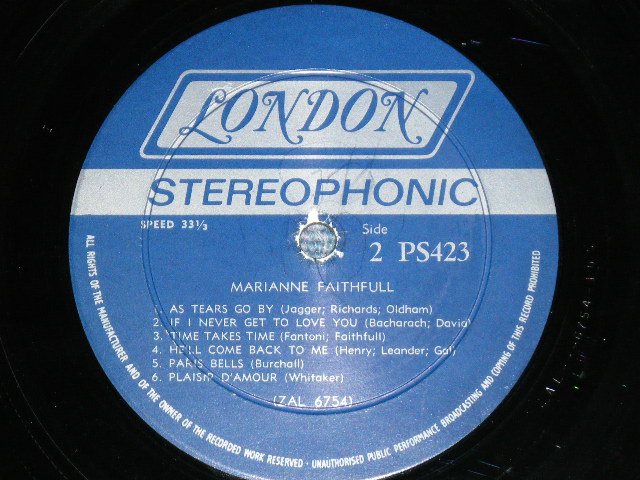 LONDON
STEREOPHONIC
SPEED 33⅓
Side
2 PS423
MARIANNE FAITHFULL
1. AS TEARS GO BY (Jagger; Richards; Oldham)
2. IF I NEVER GET TO LOVE YOU (Bacharach; David)
3. TIME TAKES TIME (Fantoni; Faithfull)
4. HE'LL COME BACK TO ME (Henry; Leander; Gal)
5. PARIS BELLS (Burchall)
6. PLAISIR D'AMOUR (Whitaker)
(ZAL 6754)
ALL RIGHTS OF THE MANUFACTURER AND OF THE OWNER OF THE RECORDED WORK RESERVED · UNAUTHORISED PUBLIC PERFORMANCE BROADCASTING AND COPYING OF THIS RECORD PROHIBITED